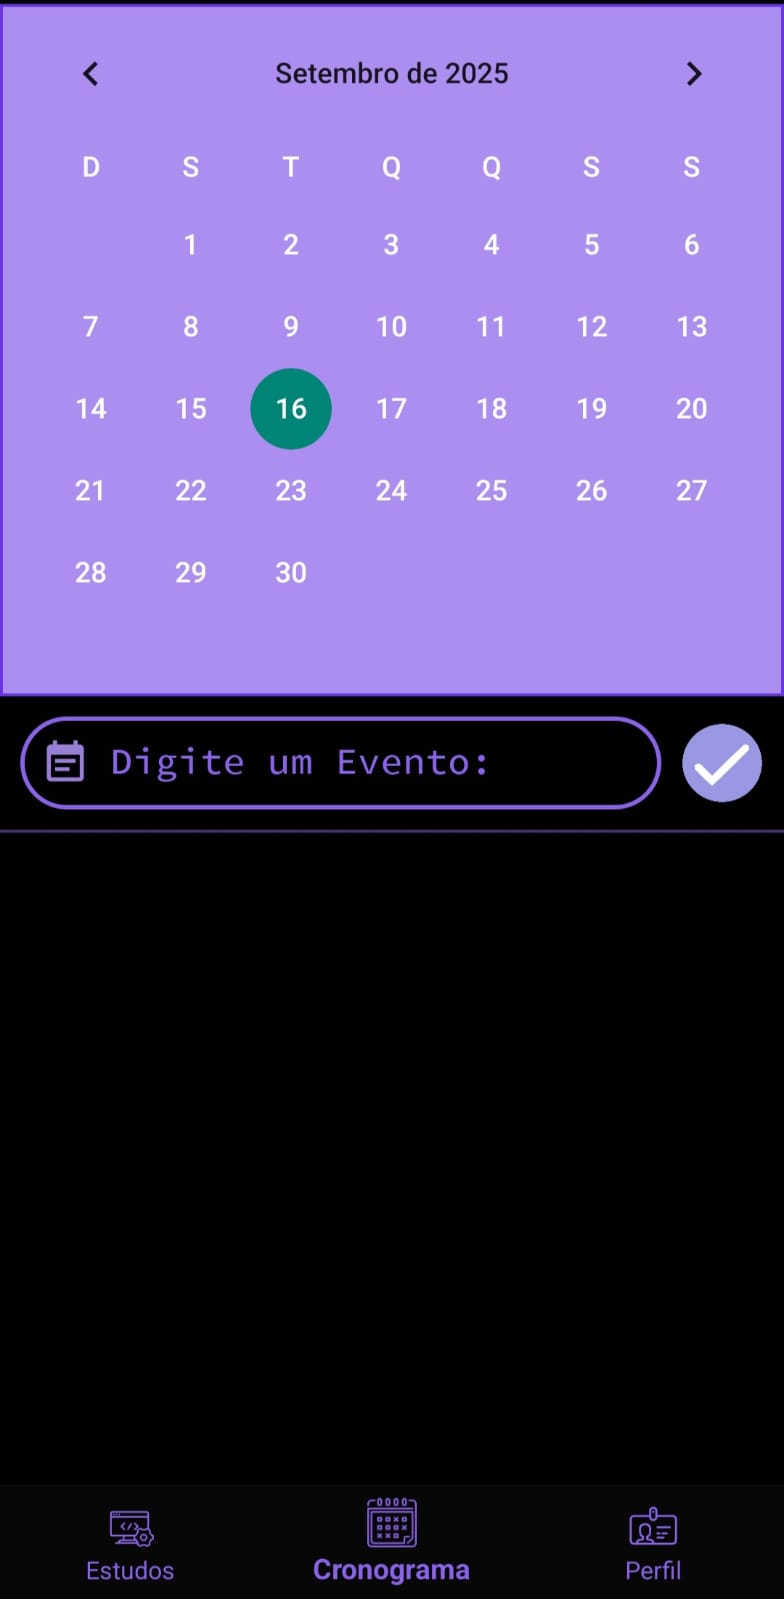 Setembro de 2025
D S T Q Q S S
1 2 3 4 5 6
7 8 9 10 11 12 13
14 15 16 17 18 19 20
21 22 23 24 25 26 27
28 29 30
Digite um Evento:
Estudos Cronograma Perfil